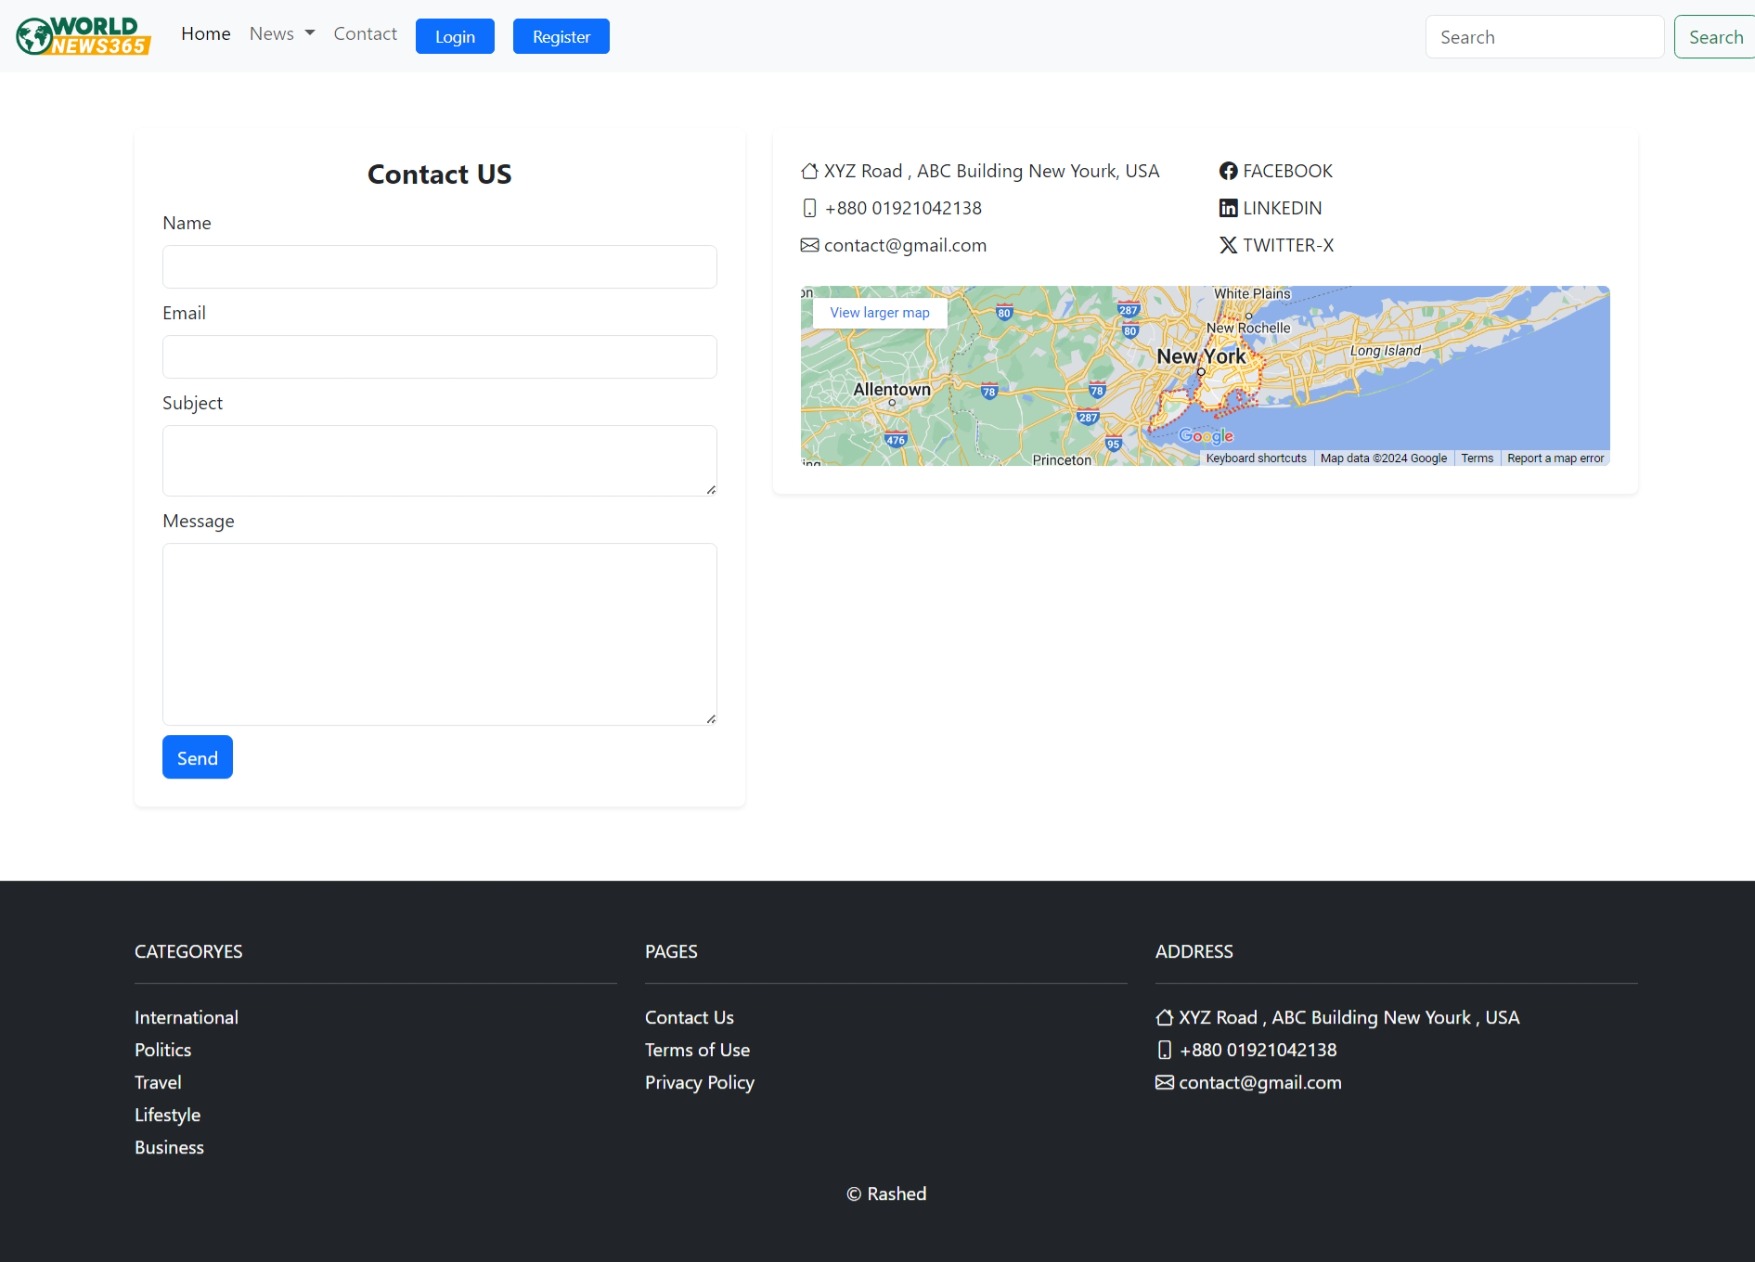 WORLD
NEWS365
Home
News
Contact
Login
Register
Search
Search
Contact US
Name
Email
Subject
Message
Send
XYZ Road , ABC Building New Yourk, USA
+880 01921042138
contact@gmail.com
FACEBOOK
LINKEDIN
TWITTER-X
View larger map
80
287
80
White Plains
New Rochelle
New York
Long Island
Allentown
78
78
287
476
95
Princeton
Google
Keyboard shortcuts
Map data ©2024 Google
Terms
Report a map error
CATEGORYES
International
Politics
Travel
Lifestyle
Business
PAGES
Contact Us
Terms of Use
Privacy Policy
ADDRESS
XYZ Road , ABC Building New Yourk , USA
+880 01921042138
contact@gmail.com
© Rashed